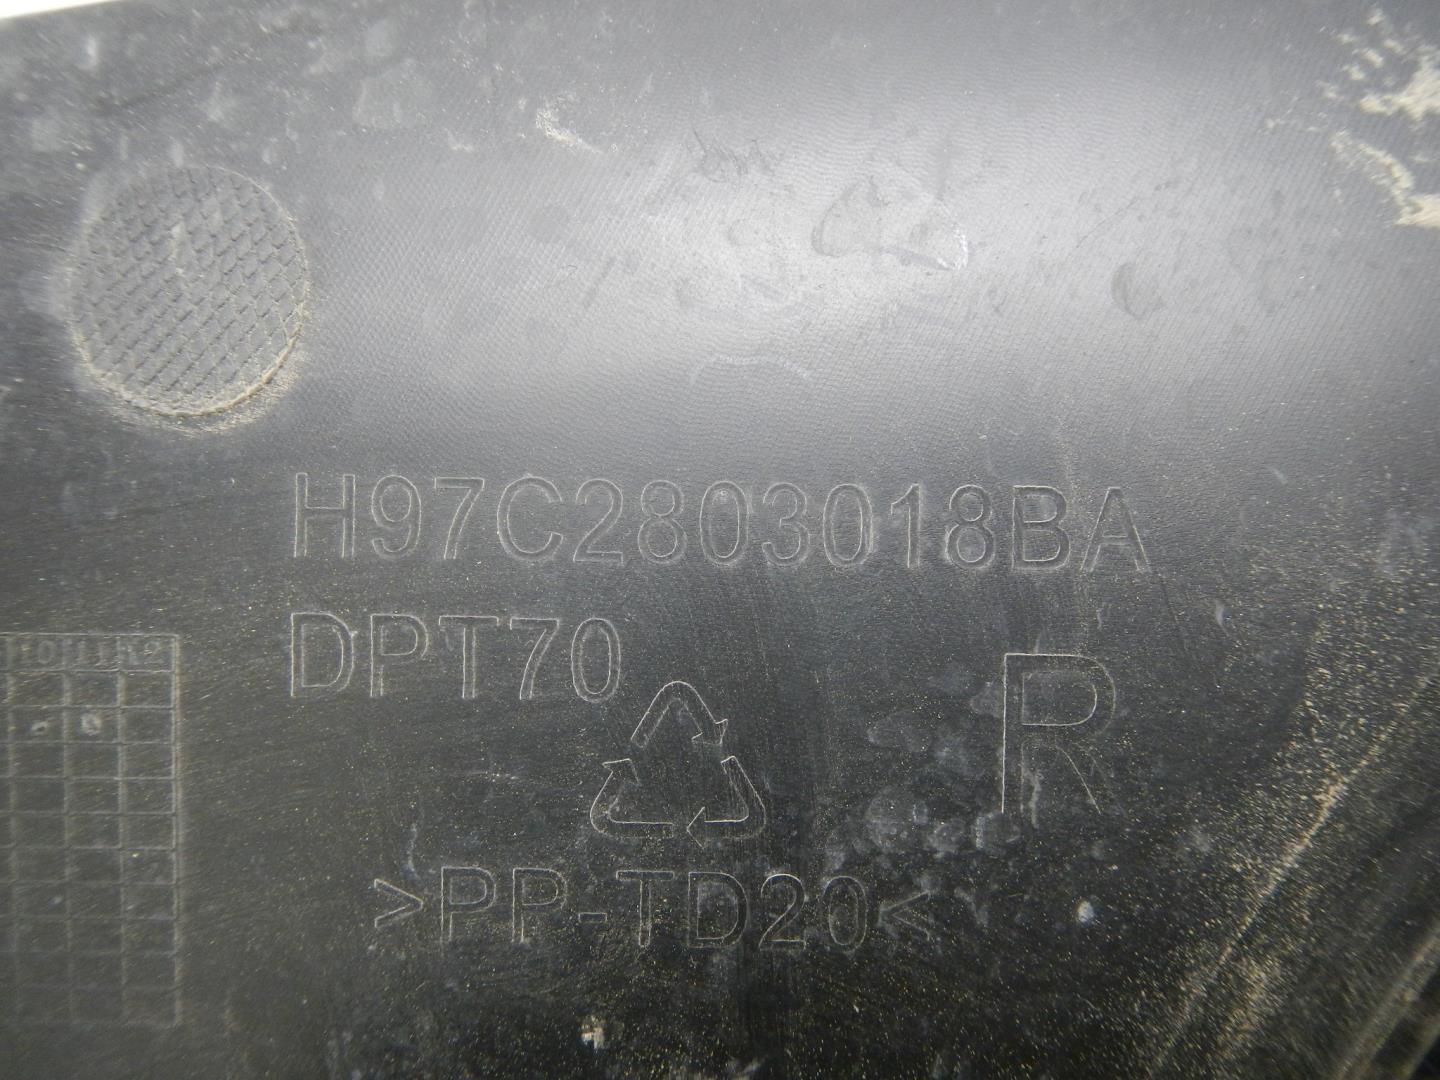 H97C2803018BA
DPT70
R
>PP-TD20<